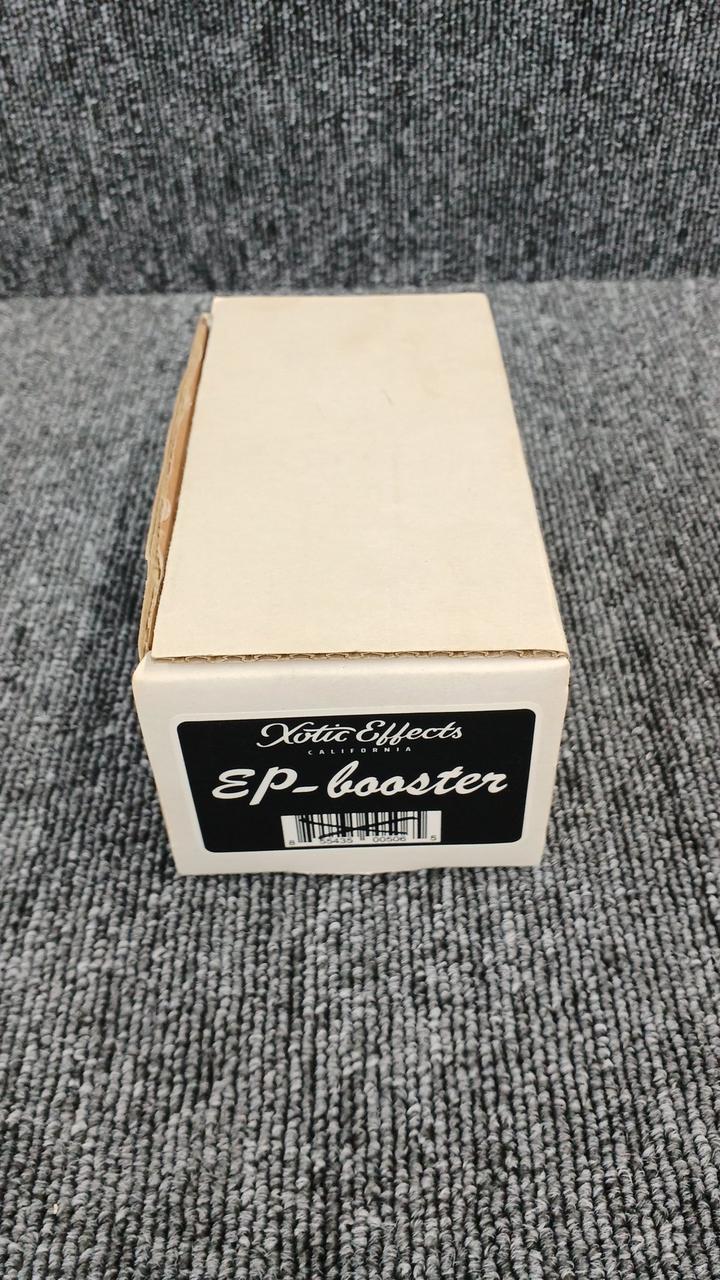 Xotic Effects
CALIFORNIA
EP-booster
8 55435 00506 5